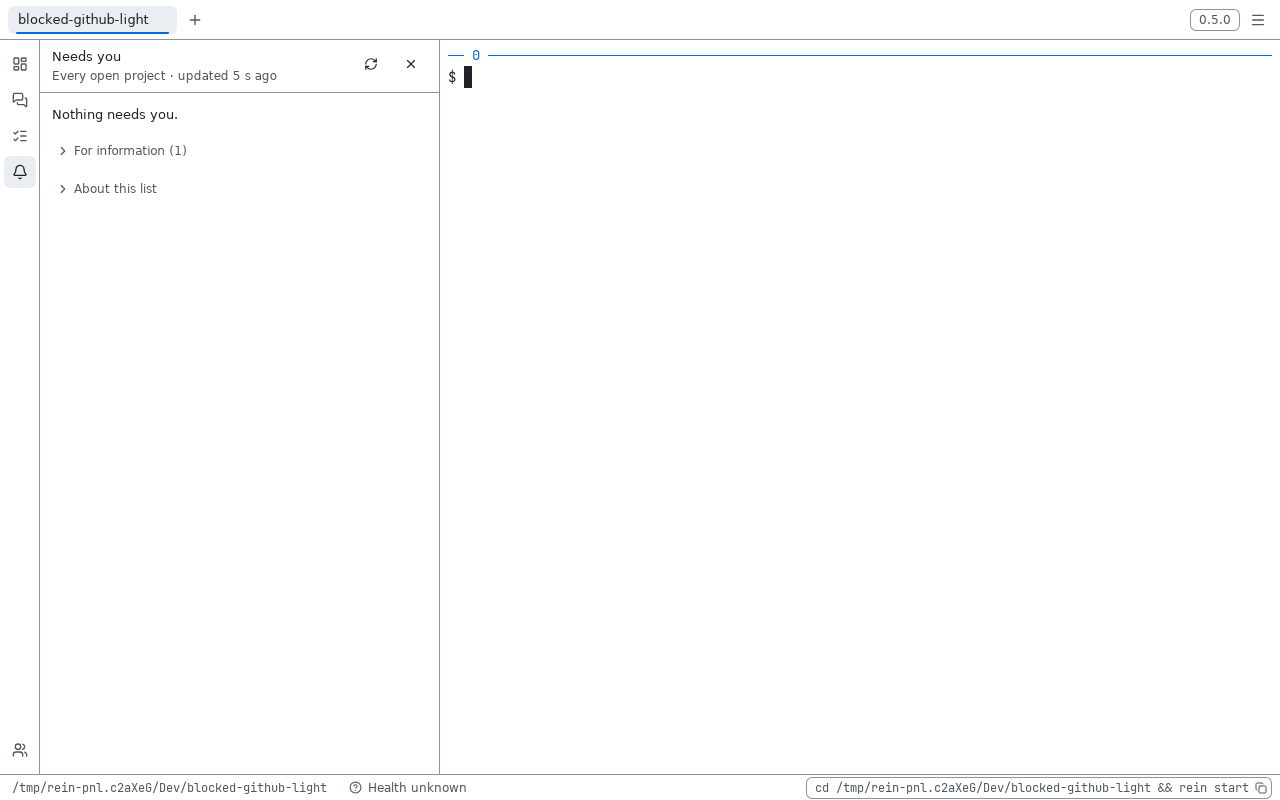 blocked-github-light
0.5.0
Needs you
Every open project · updated 5 s ago
Nothing needs you.
For information (1)
About this list
0
$
/tmp/rein-pnl.c2aXeG/Dev/blocked-github-light
Health unknown
cd /tmp/rein-pnl.c2aXeG/Dev/blocked-github-light && rein start